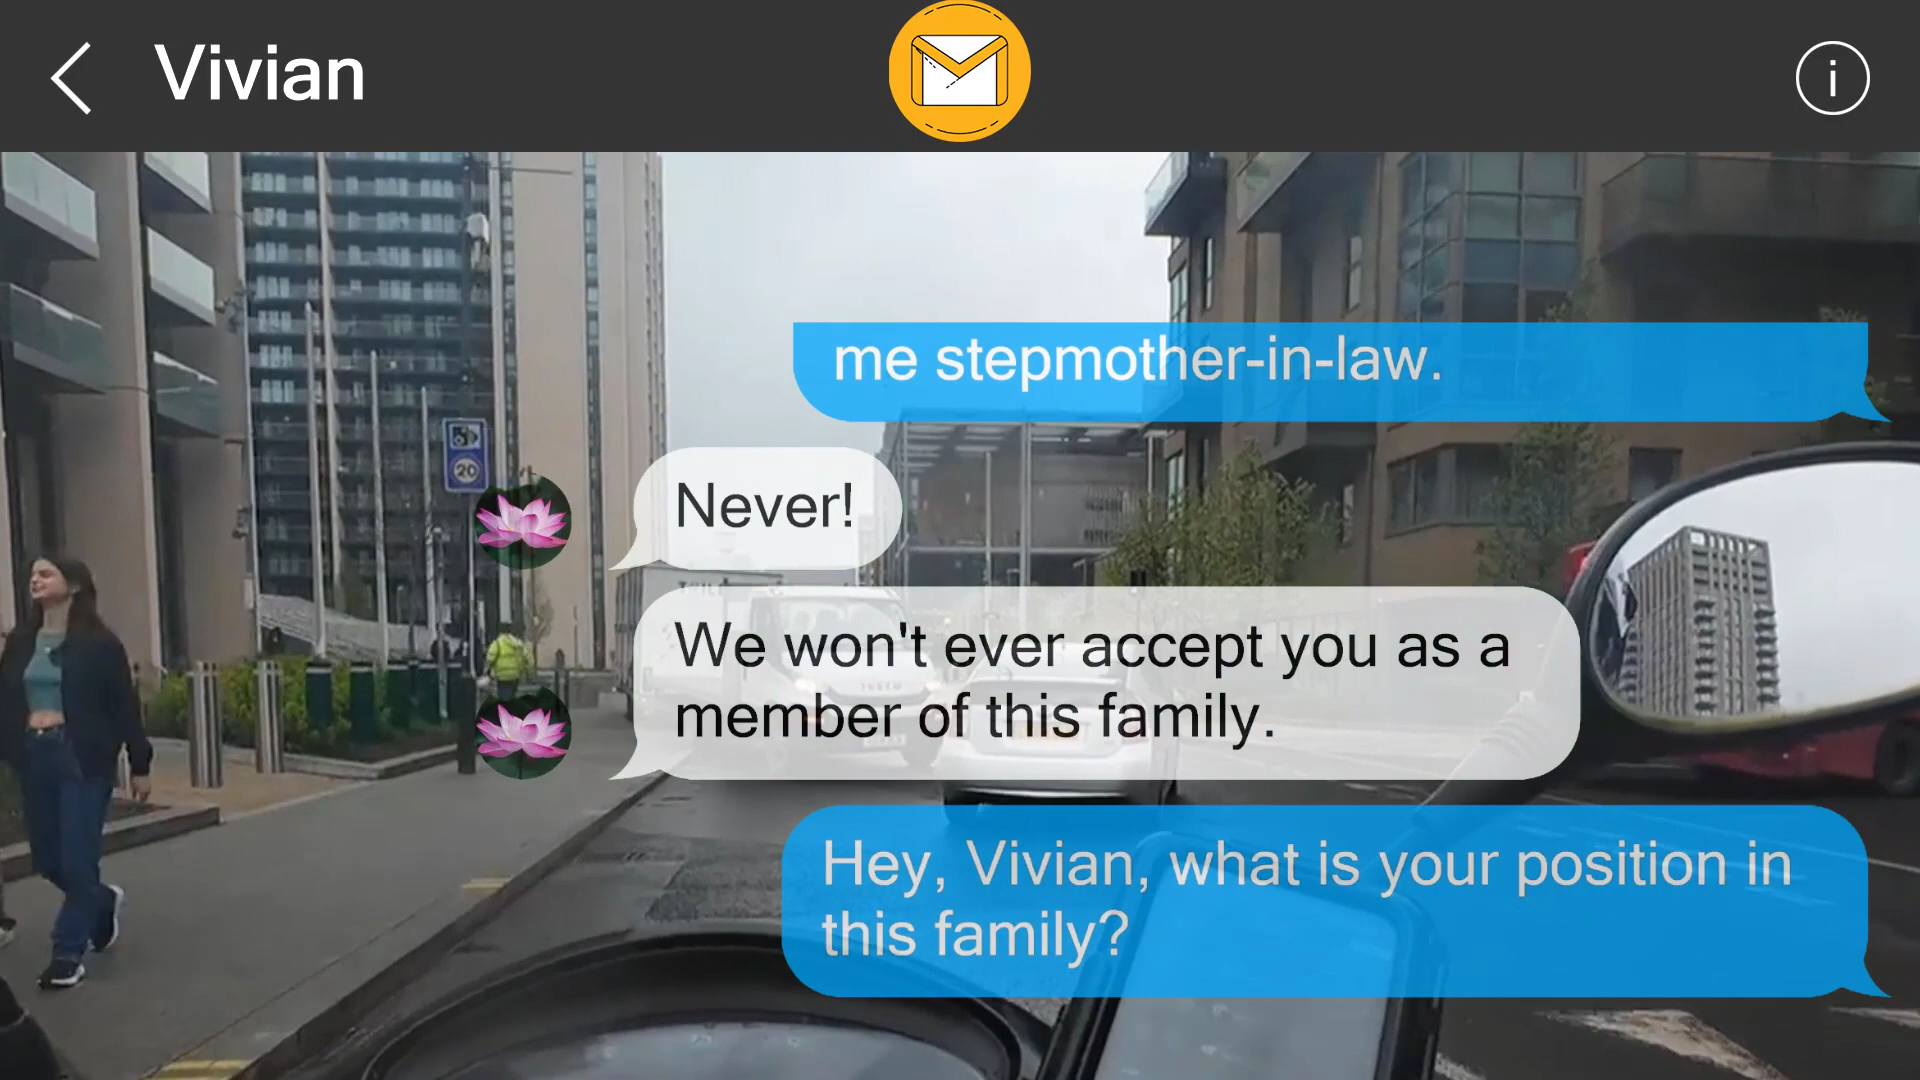 Vivian
i
me stepmother-in-law.
Never!
20
We won't ever accept you as a
member of this family.
IVECO
Hey, Vivian, what is your position in
this family?